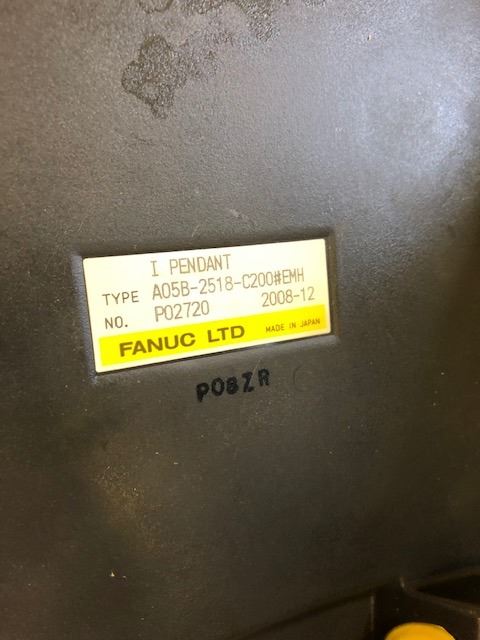 I PENDANT
TYPE A05B-2518-C200#EMH
NO. P02720 2008-12
FANUC LTD MADE IN JAPAN
P08ZR